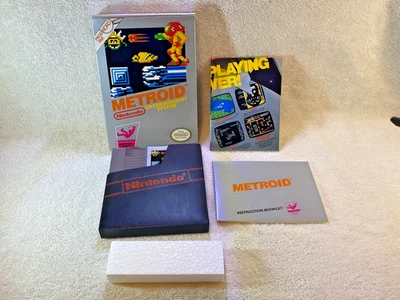 METROID
Nintendo
ENTERTAINMENT
SYSTEM
PLAYING
VER!
Nintendo
METROID
INSTRUCTION BOOKLET